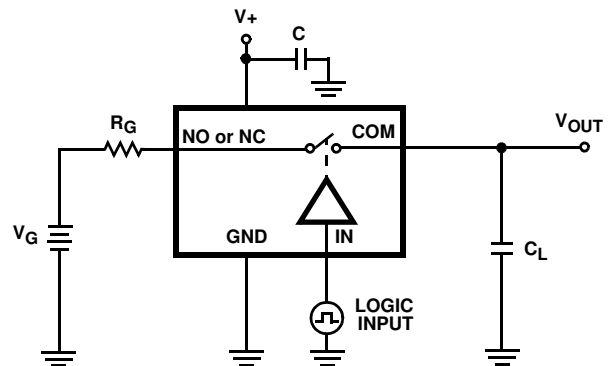 V+
C
RG
NO or NC
COM
VOUT
VG
GND
IN
CL
LOGIC
INPUT